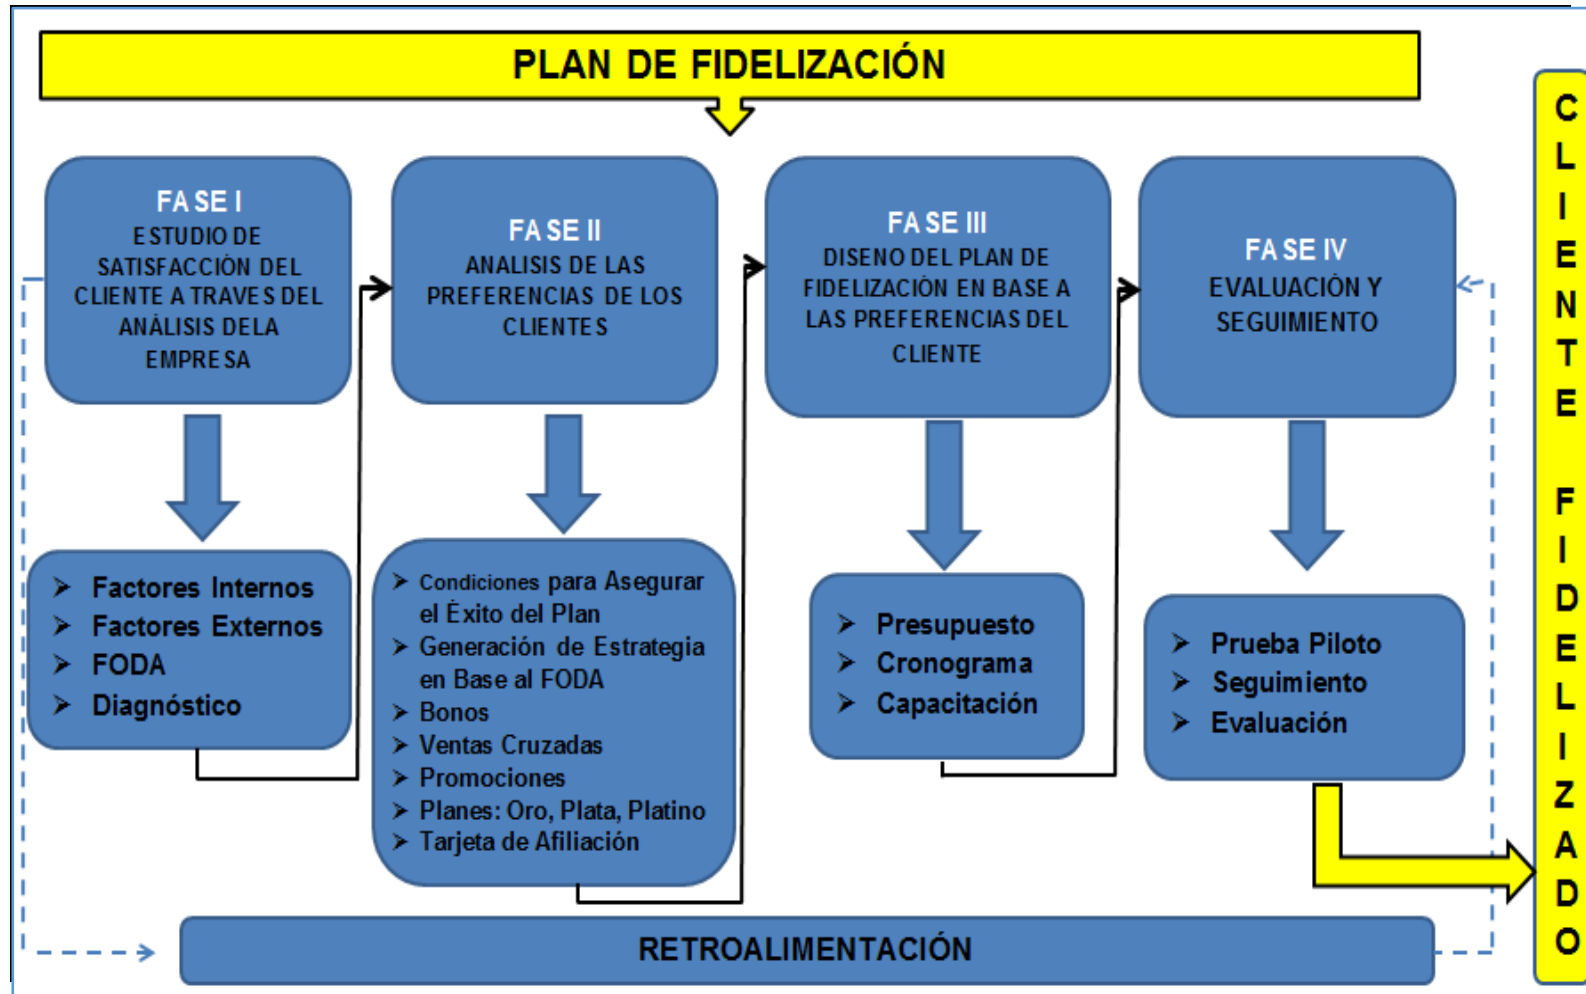 PLAN DE FIDELIZACIÓN
FASE I
ESTUDIO DE
SATISFACCIÓN DEL
CLIENTE A TRAVES DEL
ANÁLISIS DELA
EMPRESA
FASE II
ANALISIS DE LAS
PREFERENCIAS DE LOS
CLIENTES
FASE III
DISENO DEL PLAN DE
FIDELIZACIÓN EN BASE A
LAS PREFERENCIAS DEL
CLIENTE
FASE IV
EVALUACIÓN Y
SEGUIMIENTO
➢ Factores Internos
➢ Factores Externos
➢ FODA
➢ Diagnóstico
➢ Condiciones para Asegurar
el Éxito del Plan
➢ Generación de Estrategia
en Base al FODA
➢ Bonos
➢ Ventas Cruzadas
➢ Promociones
➢ Planes: Oro, Plata, Platino
➢ Tarjeta de Afiliación
➢ Presupuesto
➢ Cronograma
➢ Capacitación
➢ Prueba Piloto
➢ Seguimiento
➢ Evaluación
RETROALIMENTACIÓN
CLIENTE FIDELIZADO